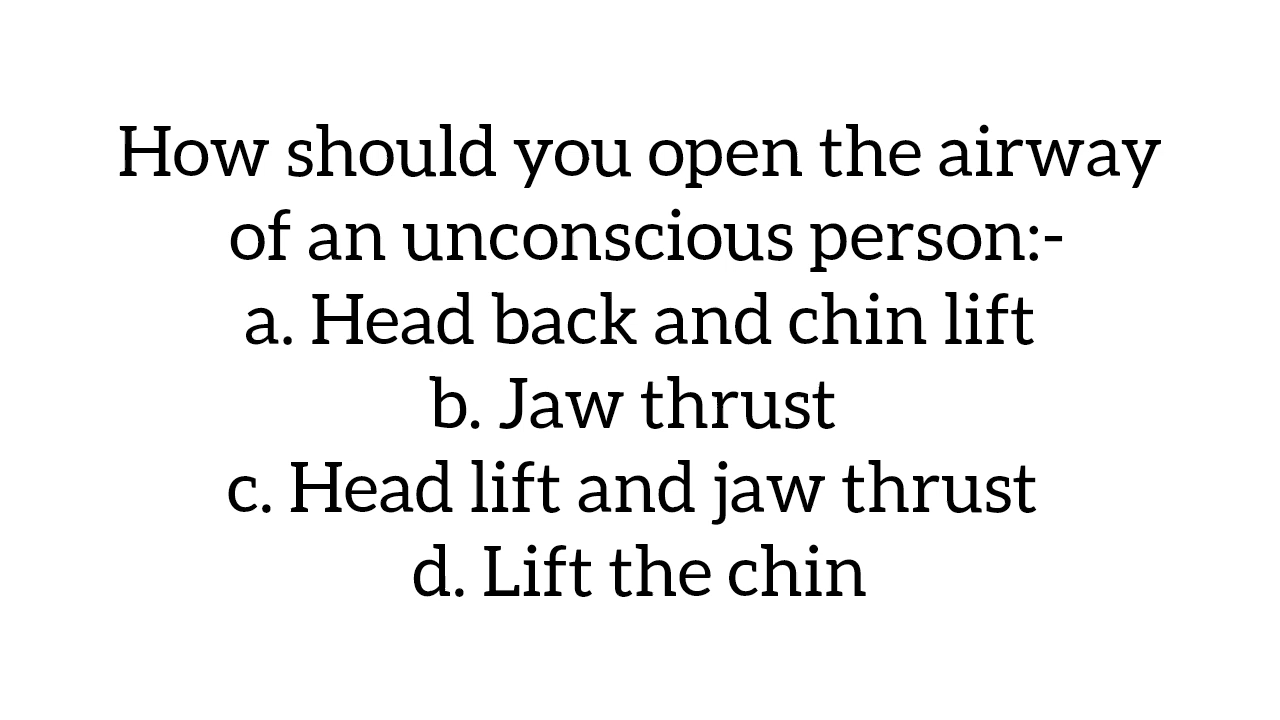 How should you open the airway
of an unconscious person:-
a. Head back and chin lift
b. Jaw thrust
c. Head lift and jaw thrust
d. Lift the chin